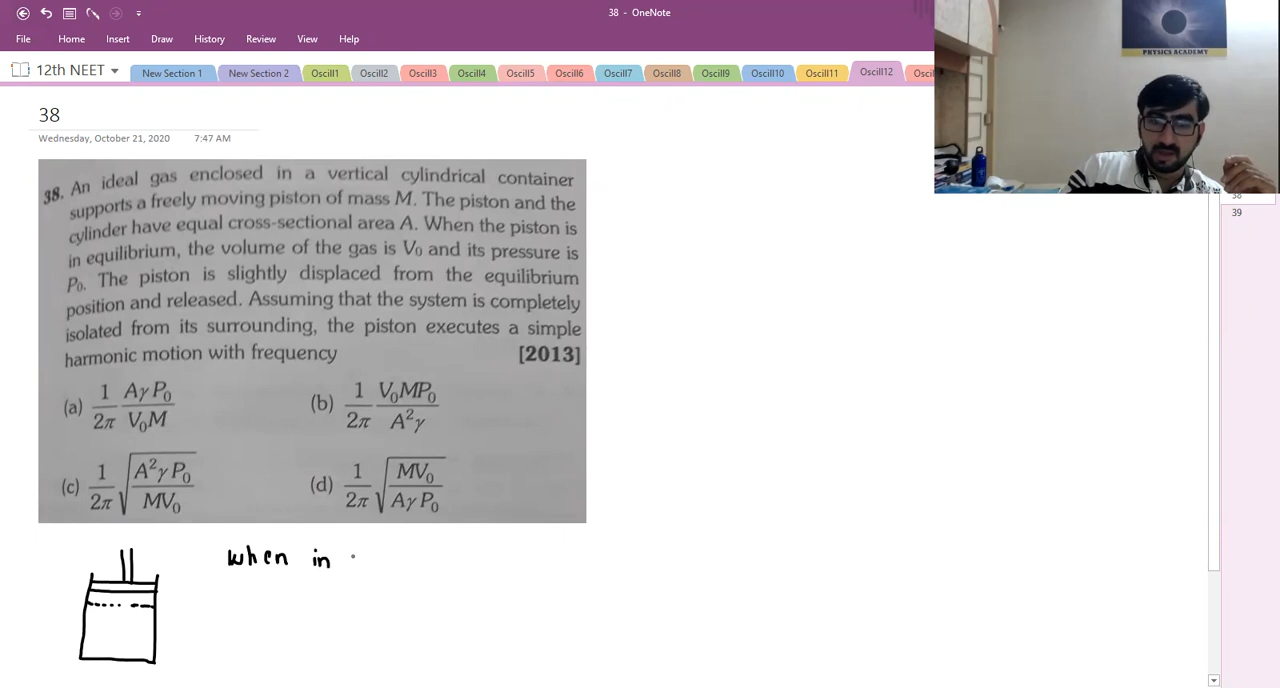 38 - OneNote
File Home Insert Draw History Review View Help
12th NEET New Section 1 New Section 2 Oscill1 Oscill2 Oscill3 Oscill4 Oscill5 Oscill6 Oscill7 Oscill8 Oscill9 Oscill10 Oscill11 Oscill12 Oscil
PHYSICS ACADEMY
38
Wednesday, October 21, 2020 7:47 AM
38
39
38. An ideal gas enclosed in a vertical cylindrical container
supports a freely moving piston of mass M. The piston and the
cylinder have equal cross-sectional area A. When the piston is
in equilibrium, the volume of the gas is V₀ and its pressure is
P₀. The piston is slightly displaced from the equilibrium
position and released. Assuming that the system is completely
isolated from its surrounding, the piston executes a simple
harmonic motion with frequency [2013]
(a) 1/2π AγP₀/V₀M (b) 1/2π V₀MP₀/A²γ
(c) 1/2π √(A²γP₀/MV₀) (d) 1/2π √(MV₀/AγP₀)
when in